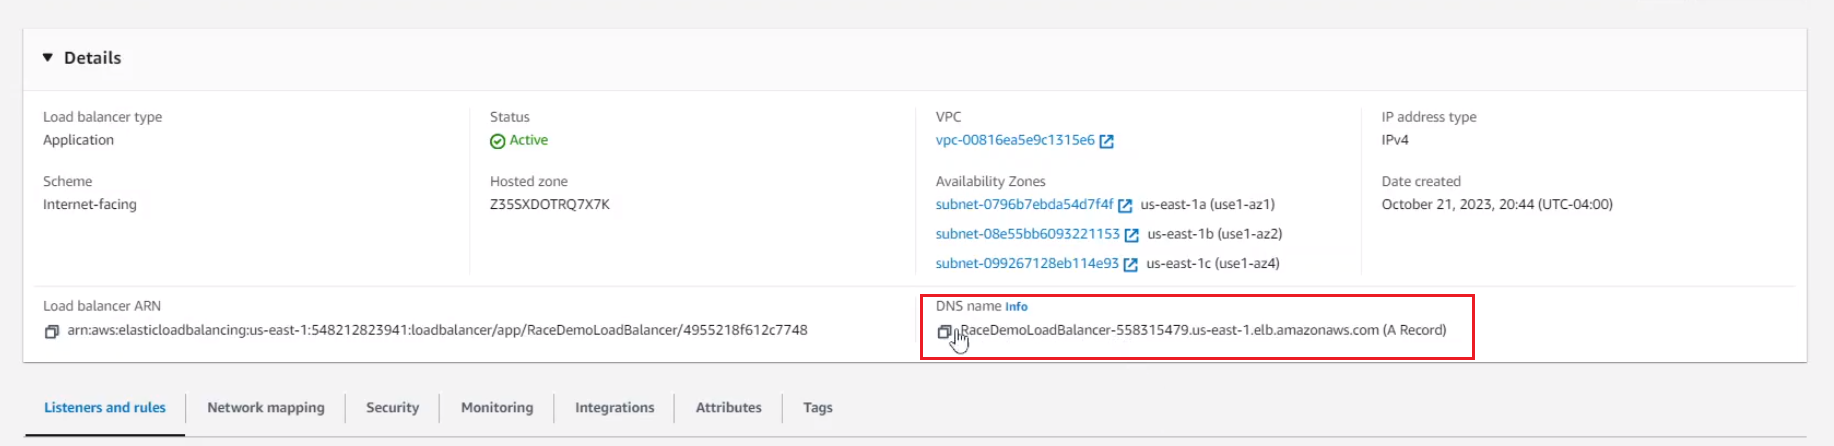 Details
Load balancer type
Application
Status
Active
VPC
vpc-00816ea5e9c1315e6
IP address type
IPv4
Scheme
Internet-facing
Hosted zone
Z35SXDOTRQ7X7K
Availability Zones
subnet-0796b7ebda54d7f4f us-east-1a (use1-az1)
subnet-08e55bb6093221153 us-east-1b (use1-az2)
subnet-099267128eb114e93 us-east-1c (use1-az4)
Date created
October 21, 2023, 20:44 (UTC-04:00)
Load balancer ARN
arn:aws:elasticloadbalancing:us-east-1:548212823941:loadbalancer/app/RaceDemoLoadBalancer/4955218f612c7748
DNS name Info
RaceDemoLoadBalancer-558315479.us-east-1.elb.amazonaws.com (A Record)
Listeners and rules Network mapping Security Monitoring Integrations Attributes Tags